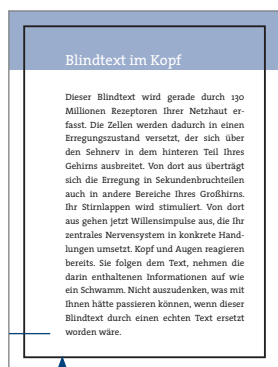 Blindtext im Kopf
Dieser Blindtext wird gerade durch 130
Millionen Rezeptoren Ihrer Netzhaut er-
fasst. Die Zellen werden dadurch in einen
Erregungszustand versetzt, der sich über
den Sehnerv in dem hinteren Teil Ihres
Gehirns ausbreitet. Von dort aus überträgt
sich die Erregung in Sekundenbruchteilen
auch in andere Bereiche Ihres Großhirns.
Ihr Stirnlappen wird stimuliert. Von dort
aus gehen jetzt Willensimpulse aus, die Ihr
zentrales Nervensystem in konkrete Hand-
lungen umsetzt. Kopf und Augen reagieren
bereits. Sie folgen dem Text, nehmen die
darin enthaltenen Informationen auf wie
ein Schwamm. Nicht auszudenken, was mit
Ihnen hätte passieren können, wenn dieser
Blindtext durch einen echten Text ersetzt
worden wäre.